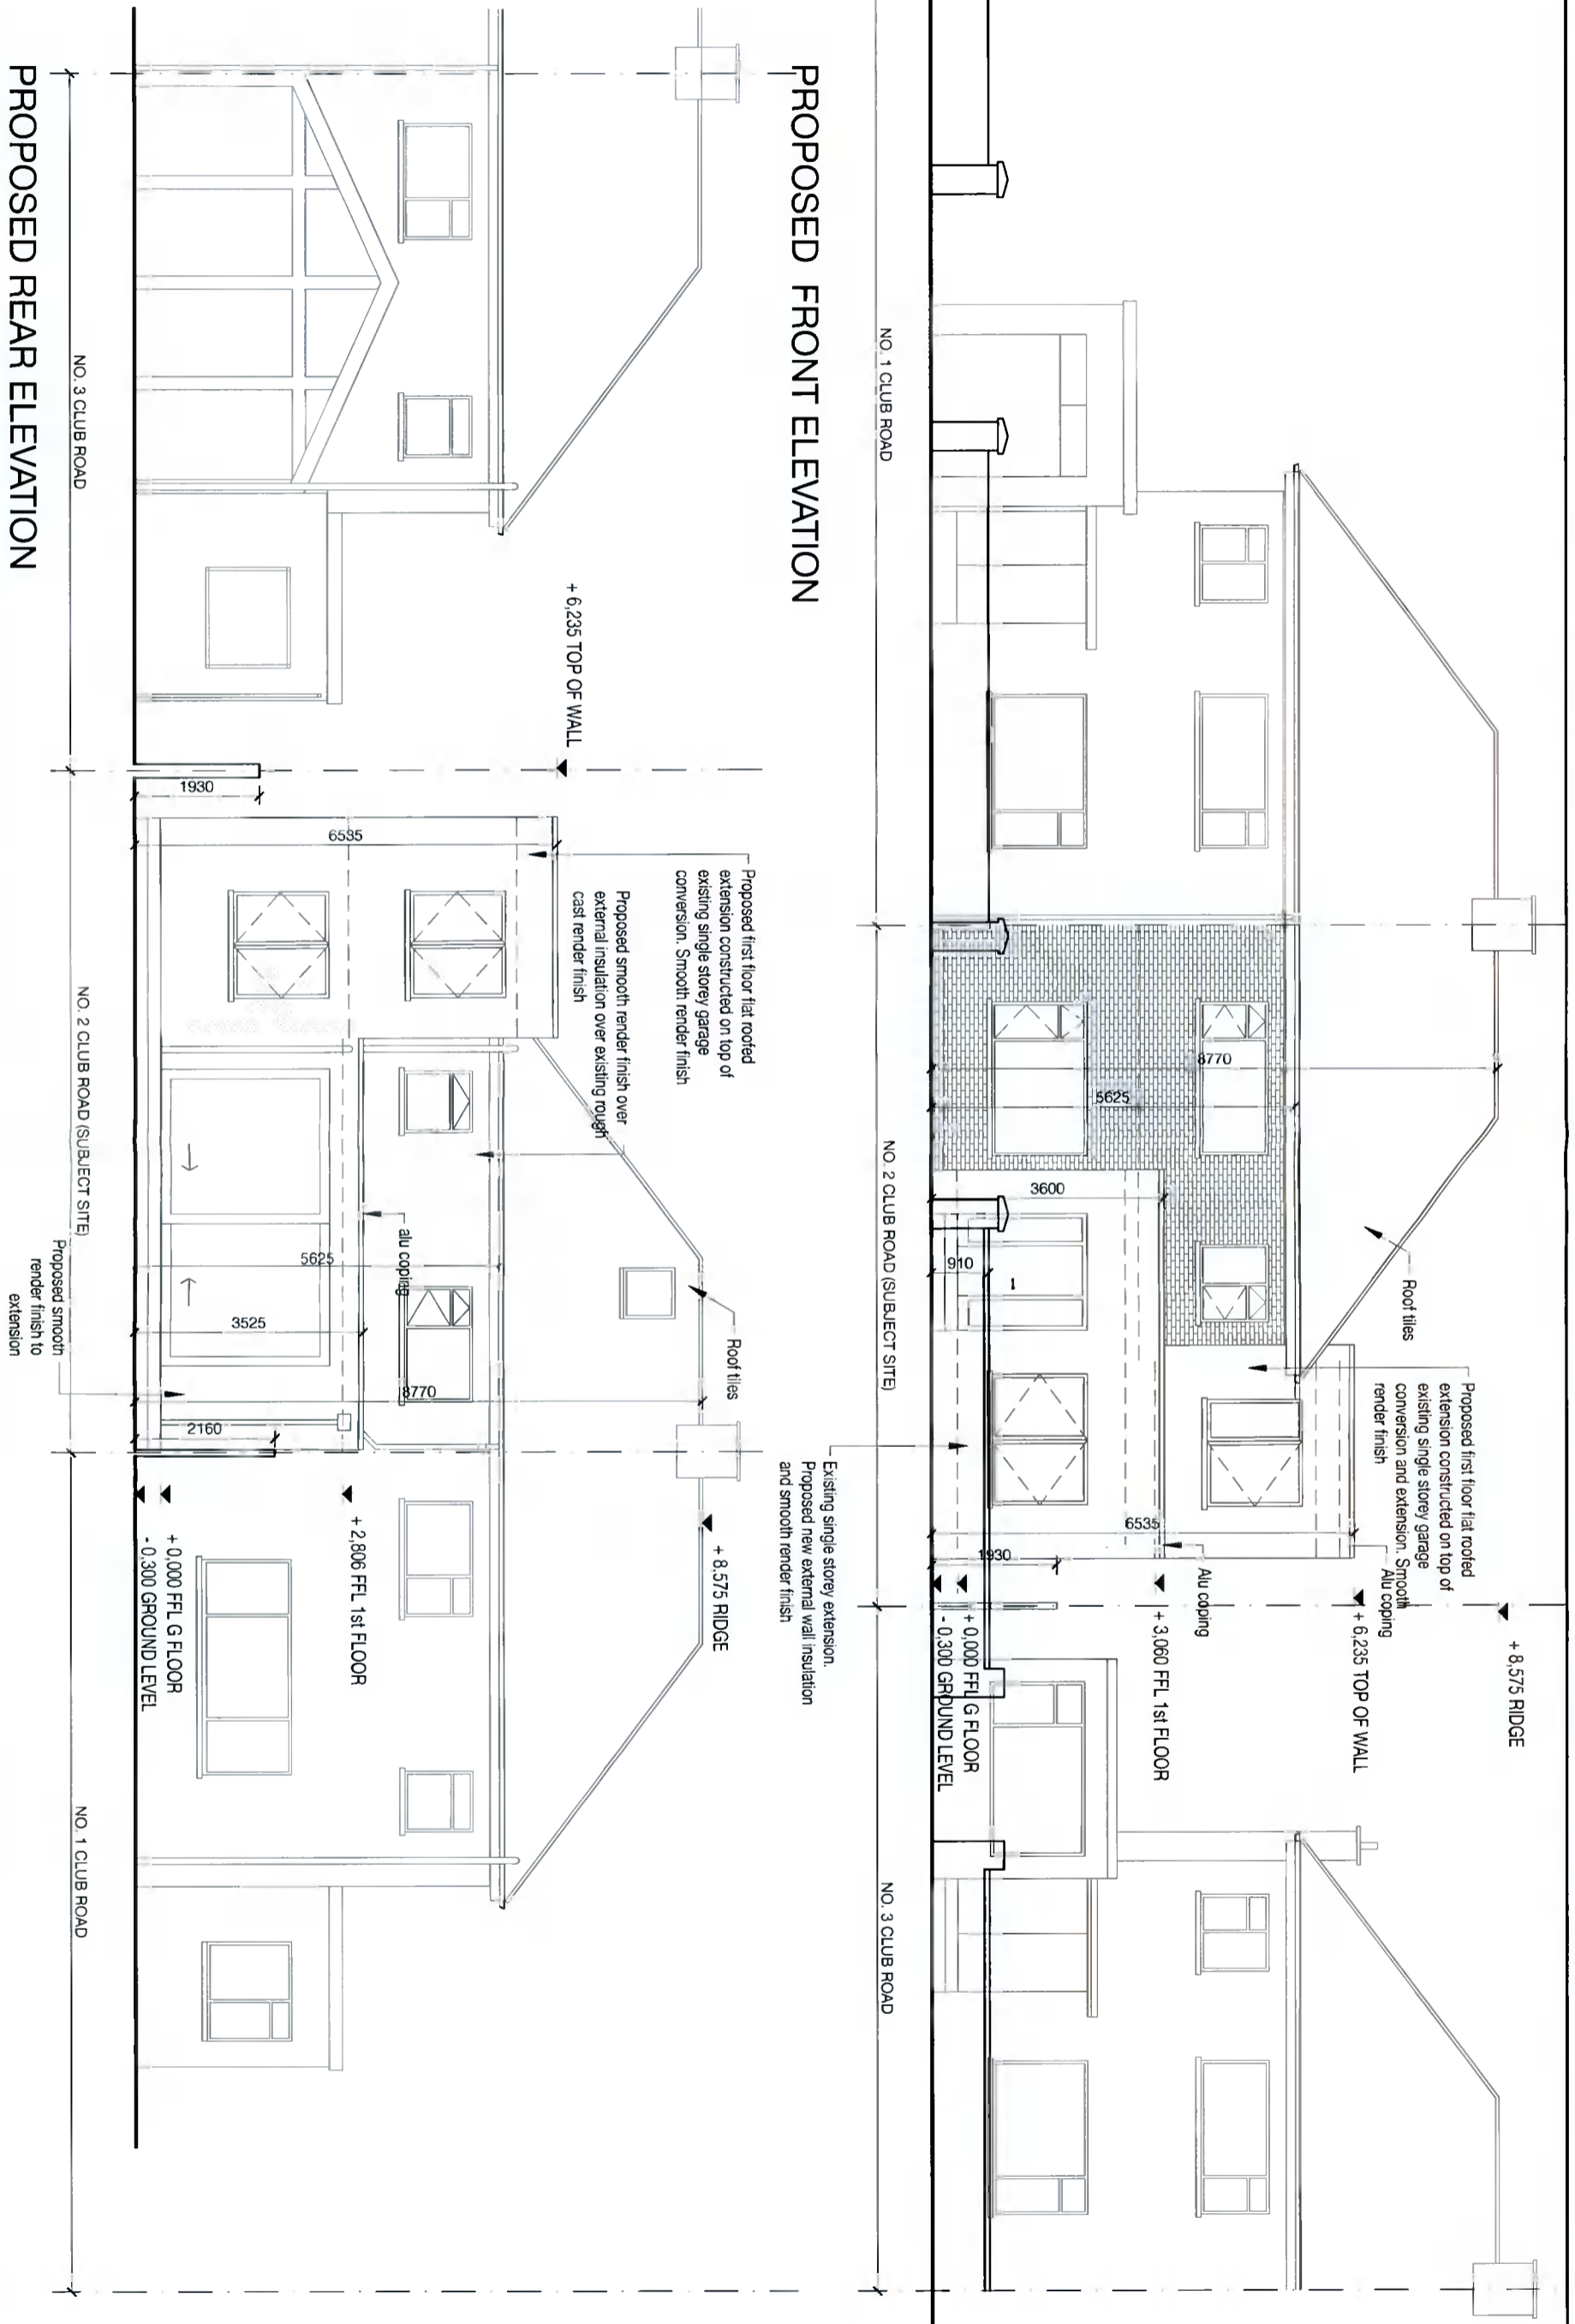 +8,575 RIDGE
+ 6,235 TOP OF WALL
Alu coping
Proposed first floor flat roofed
extension constructed on top of
existing single storey garage
conversion and extension. Smooth
render finish
Roof tiles
Alu coping
+ 3,060 FFL 1st FLOOR
+ 0,000 FFL G FLOOR
- 0,300 GROUND LEVEL
8770
5625
3600
910
6535
1930
NO. 1 CLUB ROAD
NO. 2 CLUB ROAD (SUBJECT SITE)
NO. 3 CLUB ROAD
Existing single storey extension.
Proposed new external wall insulation
and smooth render finish
PROPOSED FRONT ELEVATION
Proposed first floor flat roofed
extension constructed on top of
existing single storey garage
conversion. Smooth render finish
Proposed smooth render finish over
external insulation over existing rough
cast render finish
+ 6,235 TOP OF WALL
Roof tiles
+ 8,575 RIDGE
alu coping
+ 2,806 FFL 1st FLOOR
+ 0,000 FFL G FLOOR
- 0,300 GROUND LEVEL
1930
6535
5625
3525
8770
2160
NO. 3 CLUB ROAD
NO. 2 CLUB ROAD (SUBJECT SITE)
NO. 1 CLUB ROAD
Proposed smooth
render finish to
extension
PROPOSED REAR ELEVATION